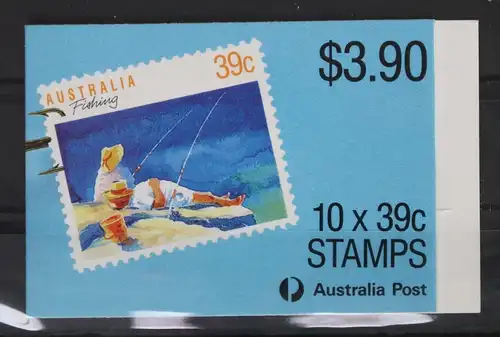 AUSTRALIA 39c
Fishing
$3.90
10 x 39c
STAMPS
Australia Post